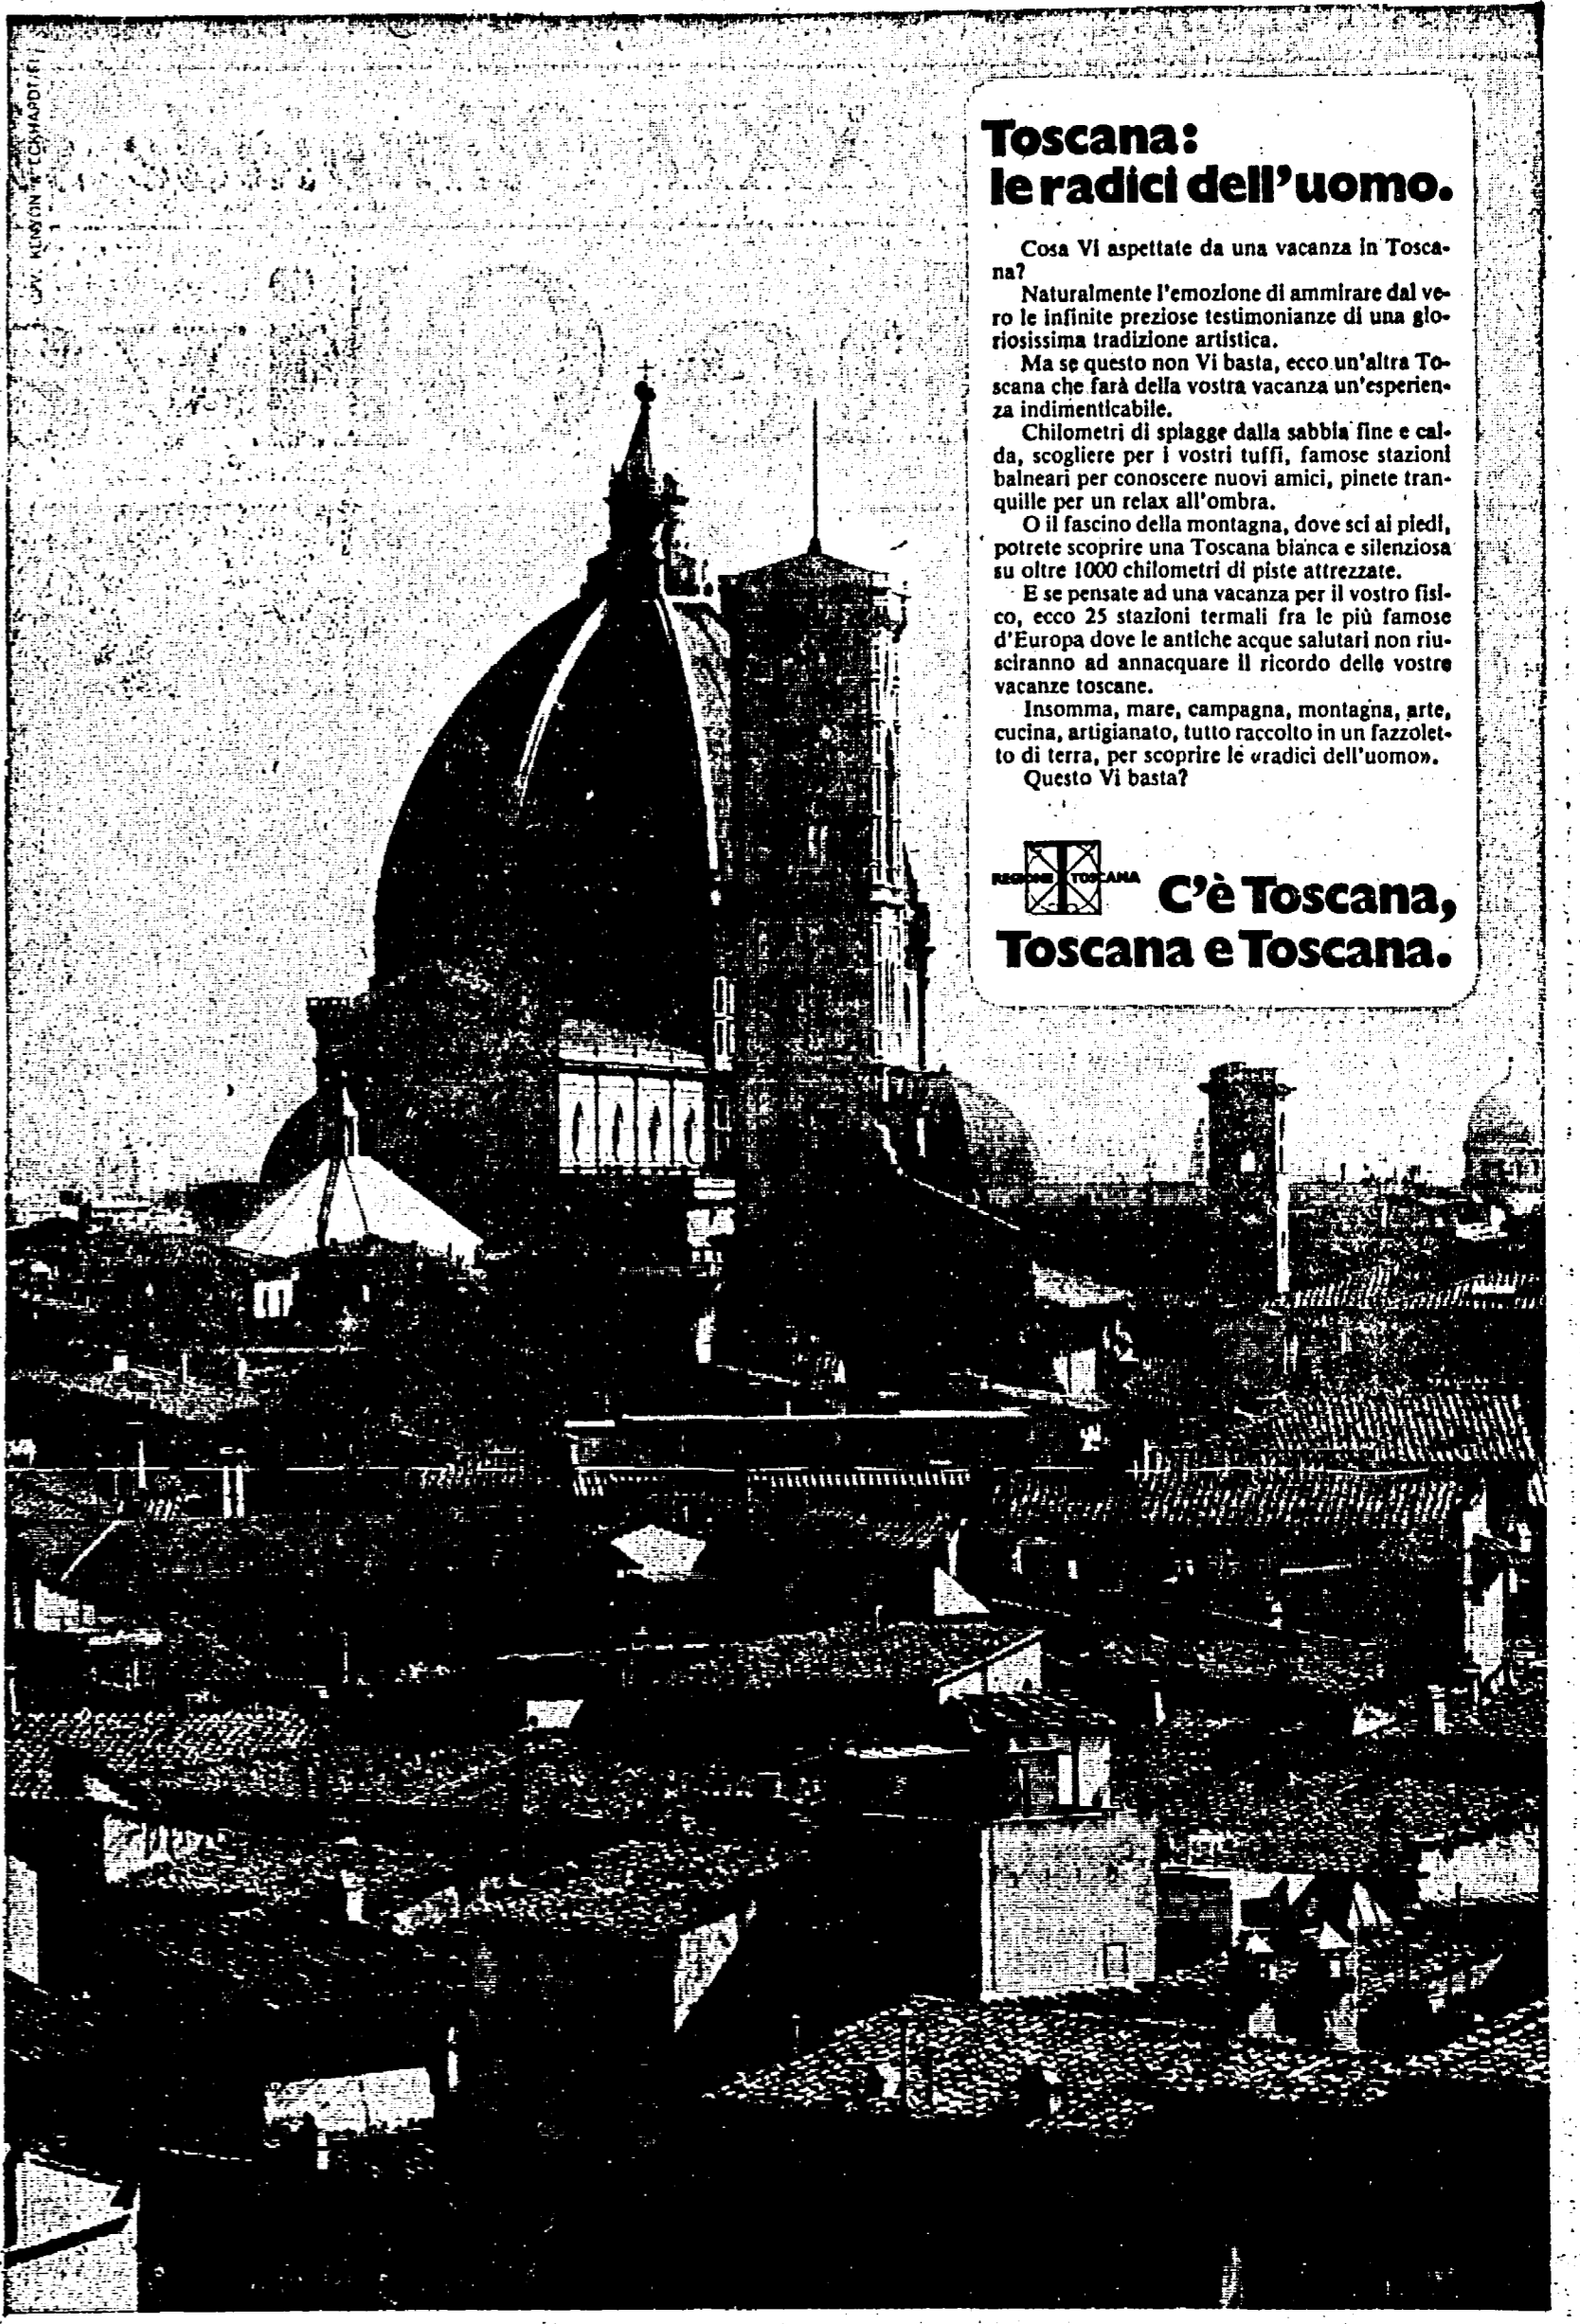 CPV. KENYON & ECKHARDT
Toscana:
le radici dell'uomo.
Cosa Vi aspettate da una vacanza in Tosca-
na?
Naturalmente l'emozione di ammirare dal ve-
ro le infinite preziose testimonianze di una glo-
riosissima tradizione artistica.
Ma se questo non Vi basta, ecco un'altra To-
scana che farà della vostra vacanza un'esperien-
za indimenticabile.
Chilometri di spiagge dalla sabbia fine e cal-
da, scogliere per i vostri tuffi, famose stazioni
balneari per conoscere nuovi amici, pinete tran-
quille per un relax all'ombra.
O il fascino della montagna, dove sci ai piedi,
potrete scoprire una Toscana bianca e silenziosa
su oltre 1000 chilometri di piste attrezzate.
E se pensate ad una vacanza per il vostro fisi-
co, ecco 25 stazioni termali fra le più famose
d'Europa dove le antiche acque salutari non riu-
sciranno ad annacquare il ricordo delle vostre
vacanze toscane.
Insomma, mare, campagna, montagna, arte,
cucina, artigianato, tutto raccolto in un fazzolet-
to di terra, per scoprire le «radici dell'uomo».
Questo Vi basta?
REGIONE TOSCANA
C'è Toscana,
Toscana e Toscana.